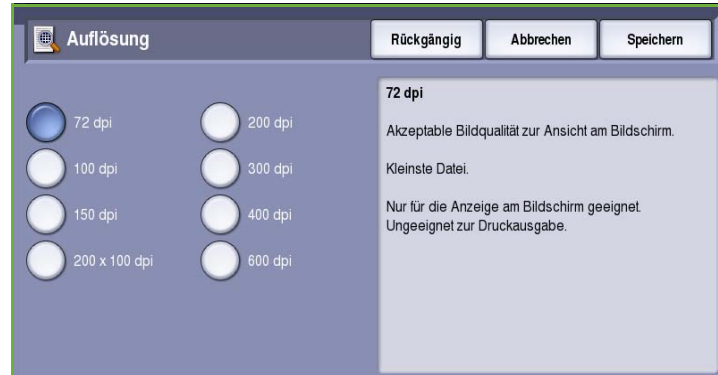 Auflösung
Rückgängig
Abbrechen
Speichern
72 dpi
200 dpi
100 dpi
300 dpi
150 dpi
400 dpi
200 x 100 dpi
600 dpi
72 dpi
Akzeptable Bildqualität zur Ansicht am Bildschirm.
Kleinste Datei.
Nur für die Anzeige am Bildschirm geeignet.
Ungeeignet zur Druckausgabe.